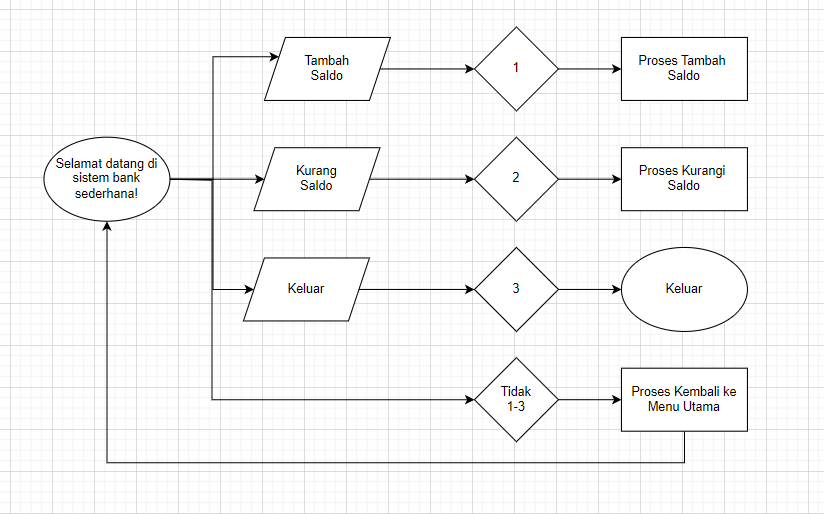 Tambah
Saldo
1
Proses Tambah
Saldo
Selamat datang di
sistem bank
sederhana!
Kurang
Saldo
2
Proses Kurangi
Saldo
Keluar
3
Keluar
Tidak
1-3
Proses Kembali ke
Menu Utama